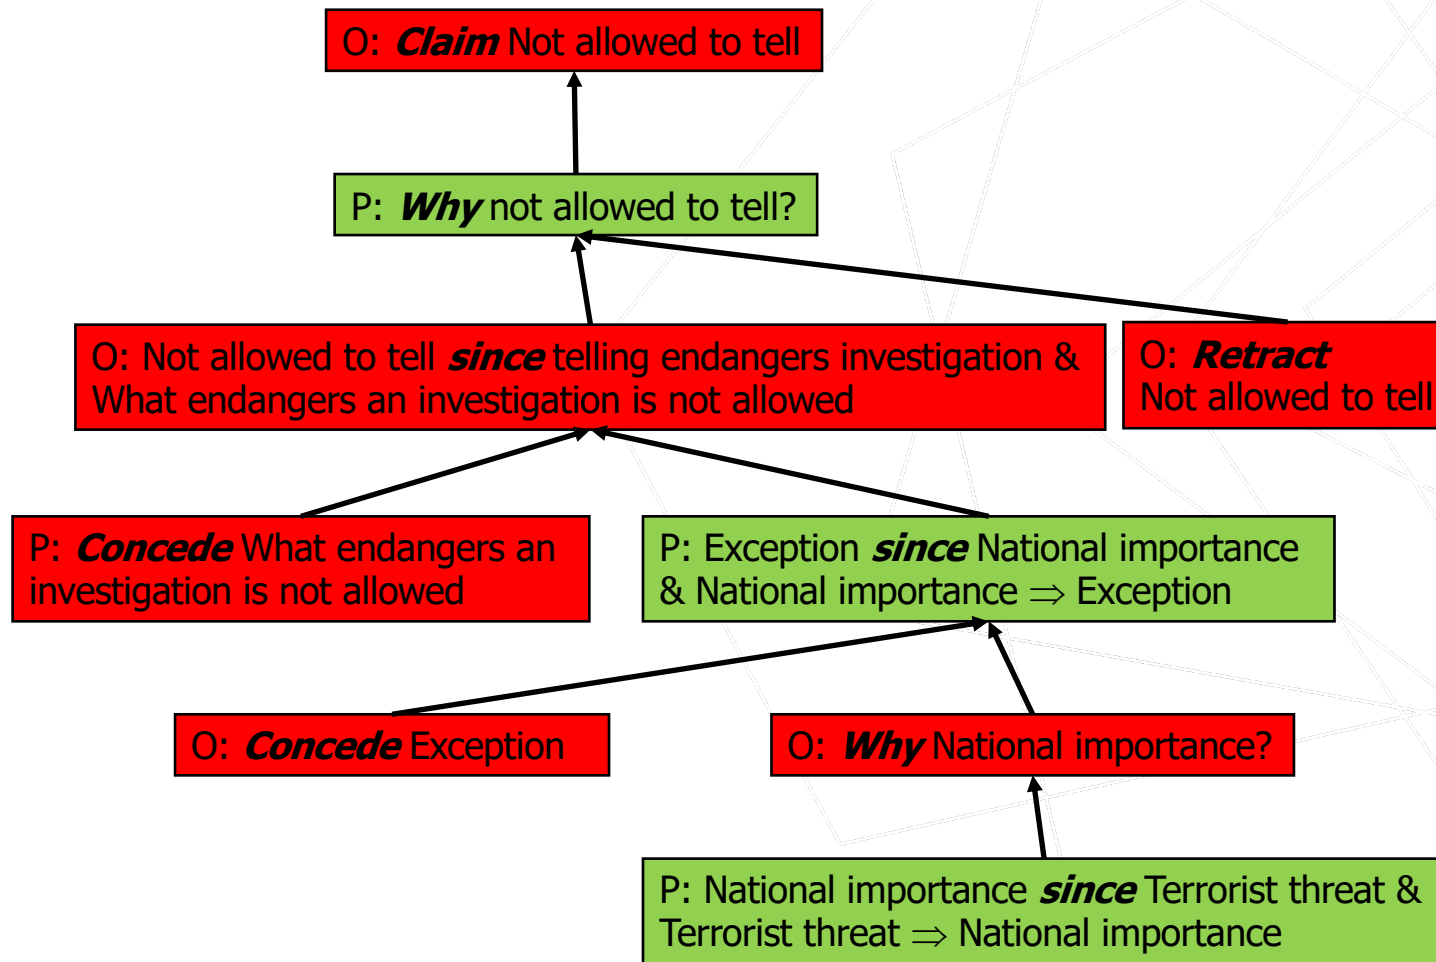 O: Claim Not allowed to tell
P: Why not allowed to tell?
O: Not allowed to tell since telling endangers investigation &
What endangers an investigation is not allowed
O: Retract
Not allowed to tell
P: Concede What endangers an
investigation is not allowed
P: Exception since National importance
& National importance ⇒ Exception
O: Concede Exception
O: Why National importance?
P: National importance since Terrorist threat &
Terrorist threat ⇒ National importance